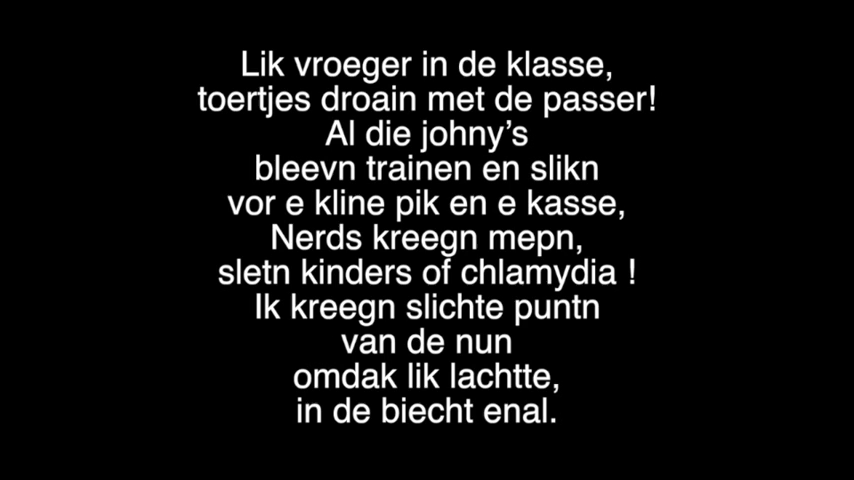 Lik vroeger in de klasse,
toertjes droain met de passer!
Al die johny's
bleevn trainen en slikn
vor e kline pik en e kasse,
Nerds kreegn mepn,
sletn kinders of chlamydia !
Ik kreegn slichte puntn
van de nun
omdak lik lachtte,
in de biecht enal.